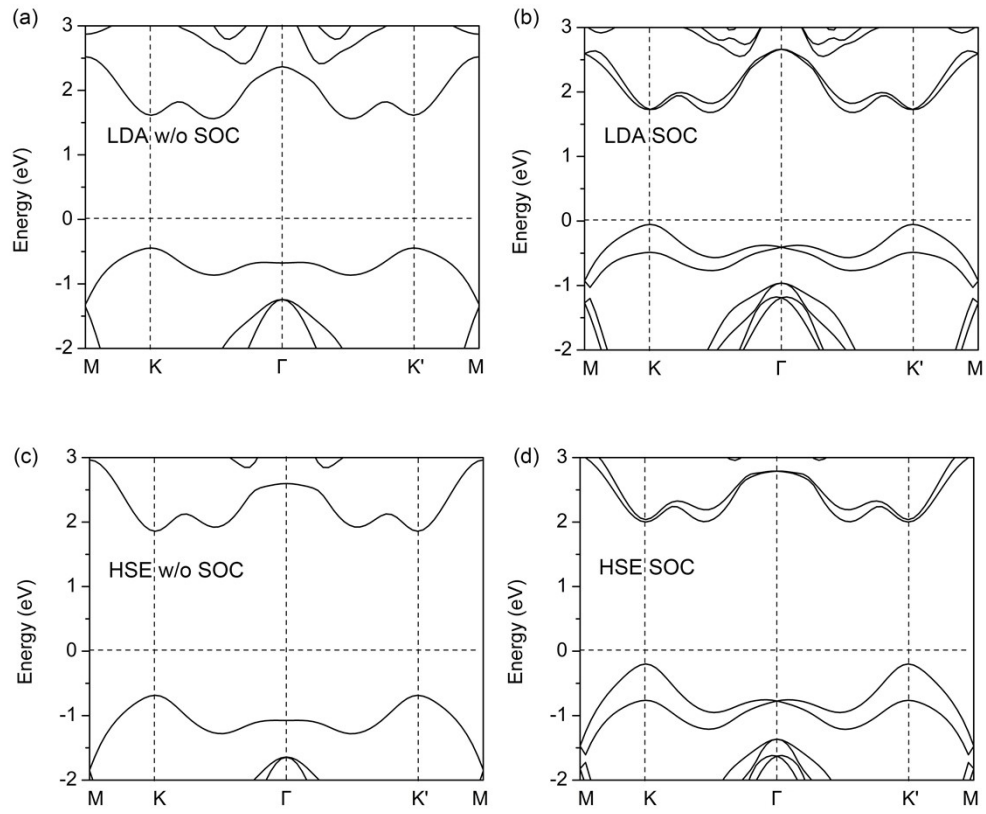 (a)
3
2
1
0
-1
-2
Energy (eV)
LDA w/o SOC
M K Γ K' M
(b)
3
2
1
0
-1
-2
Energy (eV)
LDA SOC
M K Γ K' M
(c)
3
2
1
0
-1
-2
Energy (eV)
HSE w/o SOC
M K Γ K' M
(d)
3
2
1
0
-1
-2
Energy (eV)
HSE SOC
M K Γ K' M